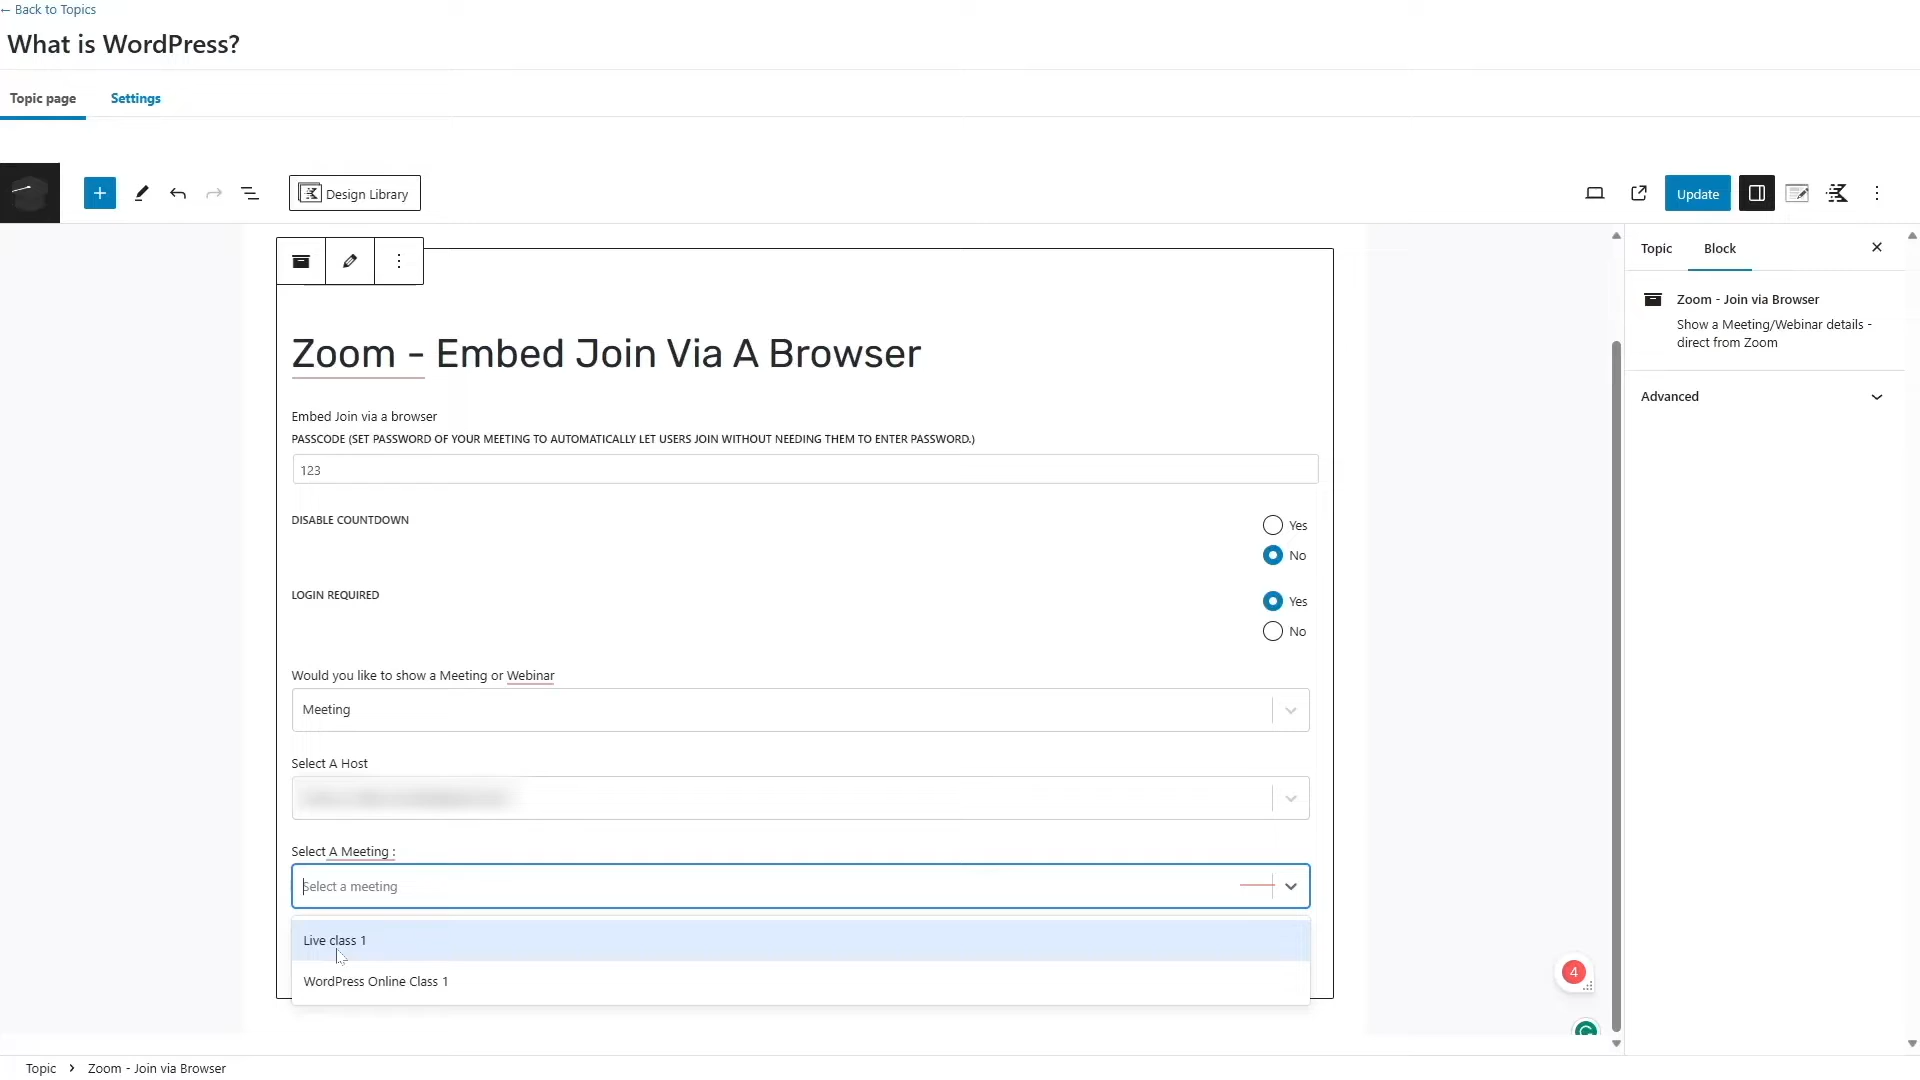 ← Back to Topics
What is WordPress?
Topic page
Settings
Design Library
Update
Topic
Block
Zoom - Join via Browser
Show a Meeting/Webinar details -
direct from Zoom
Advanced
Zoom - Embed Join Via A Browser
Embed Join via a browser
PASSCODE (SET PASSWORD OF YOUR MEETING TO AUTOMATICALLY LET USERS JOIN WITHOUT NEEDING THEM TO ENTER PASSWORD.)
123
DISABLE COUNTDOWN
Yes
No
LOGIN REQUIRED
Yes
No
Would you like to show a Meeting or Webinar
Meeting
Select A Host
Select A Meeting :
Select a meeting
Live class 1
WordPress Online Class 1
4
Topic > Zoom - Join via Browser